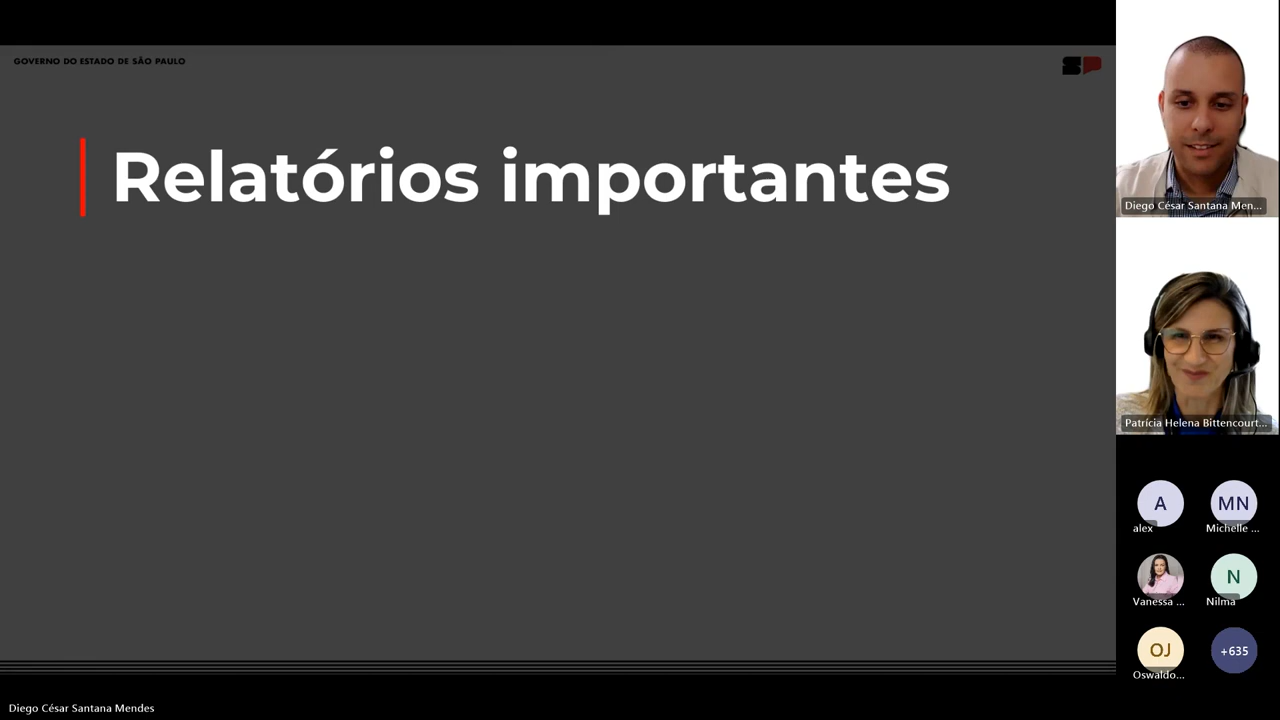 GOVERNO DO ESTADO DE SÃO PAULO
SP
Relatórios importantes
Diego César Santana Men...
Patrícia Helena Bittencourt...
A
alex
MN
Michelle ...
Vanessa ...
N
Nilma
OJ
Oswaldo...
+635
Diego César Santana Mendes